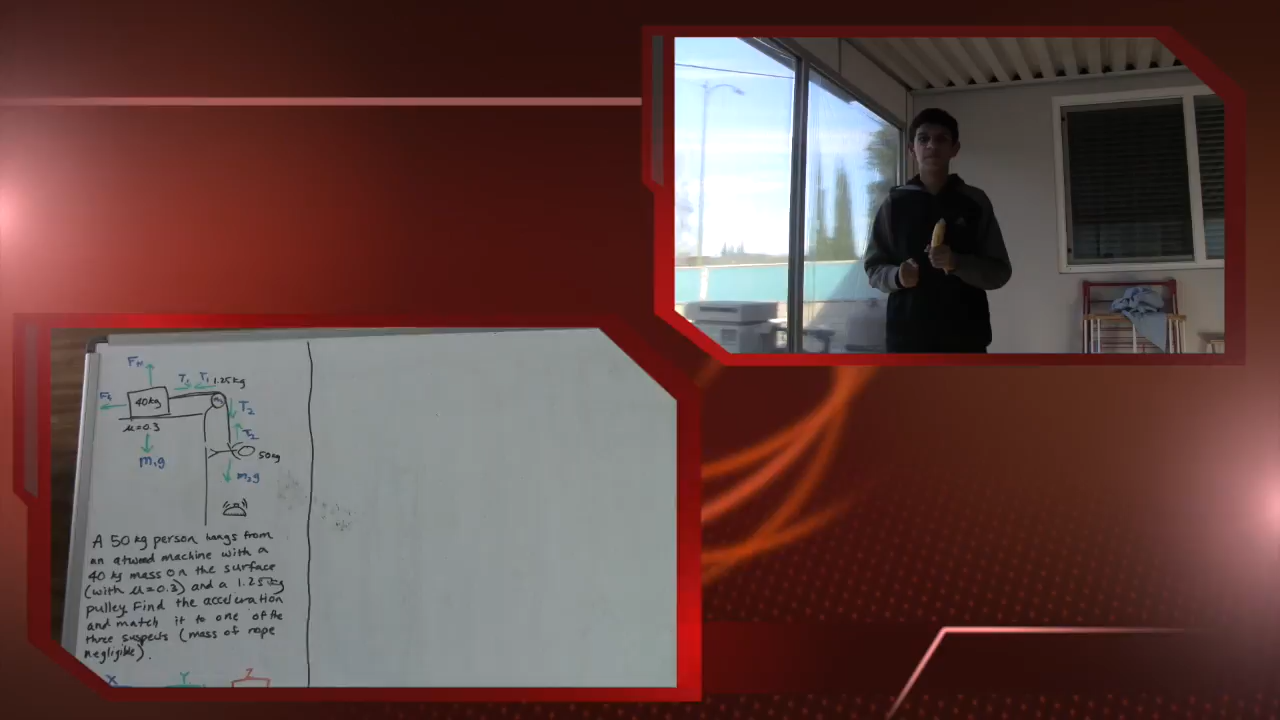 FN
T1 T1 1.25kg
Ff 40kg
T2
μ=0.3
T2
50kg
m1g
m2g
A 50 kg person hangs from
an atwood machine with a
40 kg mass on the surface
(with μ=0.3) and a 1.25kg
pulley. Find the acceleration
and match it to one of the
three suspects (mass of rope
negligible).
X Y Z